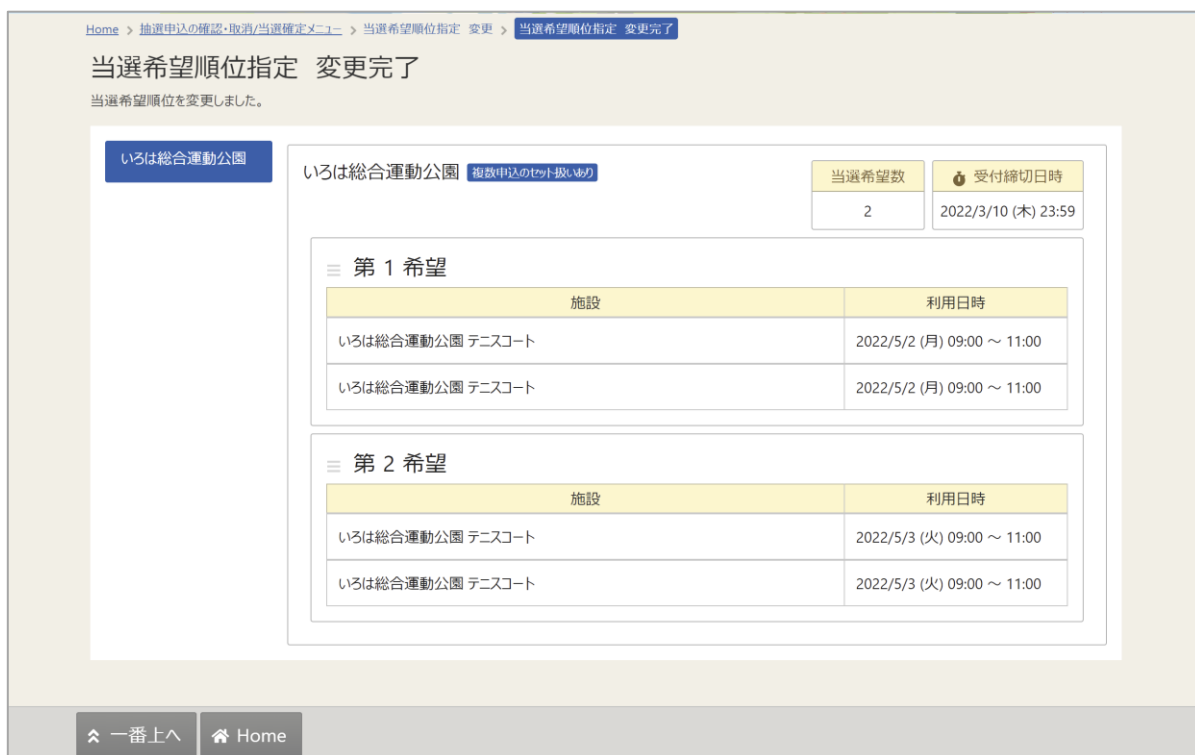 Home > 抽選申込の確認・取消/当選確定メニュー > 当選希望順位指定 変更 > 当選希望順位指定 変更完了
当選希望順位指定 変更完了
当選希望順位を変更しました。
いろは総合運動公園
いろは総合運動公園 複数申込のセット扱いあり
当選希望数 受付締切日時
2 2022/3/10 (木) 23:59
第 1 希望
施設 利用日時
いろは総合運動公園 テニスコート 2022/5/2 (月) 09:00 ～ 11:00
いろは総合運動公園 テニスコート 2022/5/2 (月) 09:00 ～ 11:00
第 2 希望
施設 利用日時
いろは総合運動公園 テニスコート 2022/5/3 (火) 09:00 ～ 11:00
いろは総合運動公園 テニスコート 2022/5/3 (火) 09:00 ～ 11:00
一番上へ Home